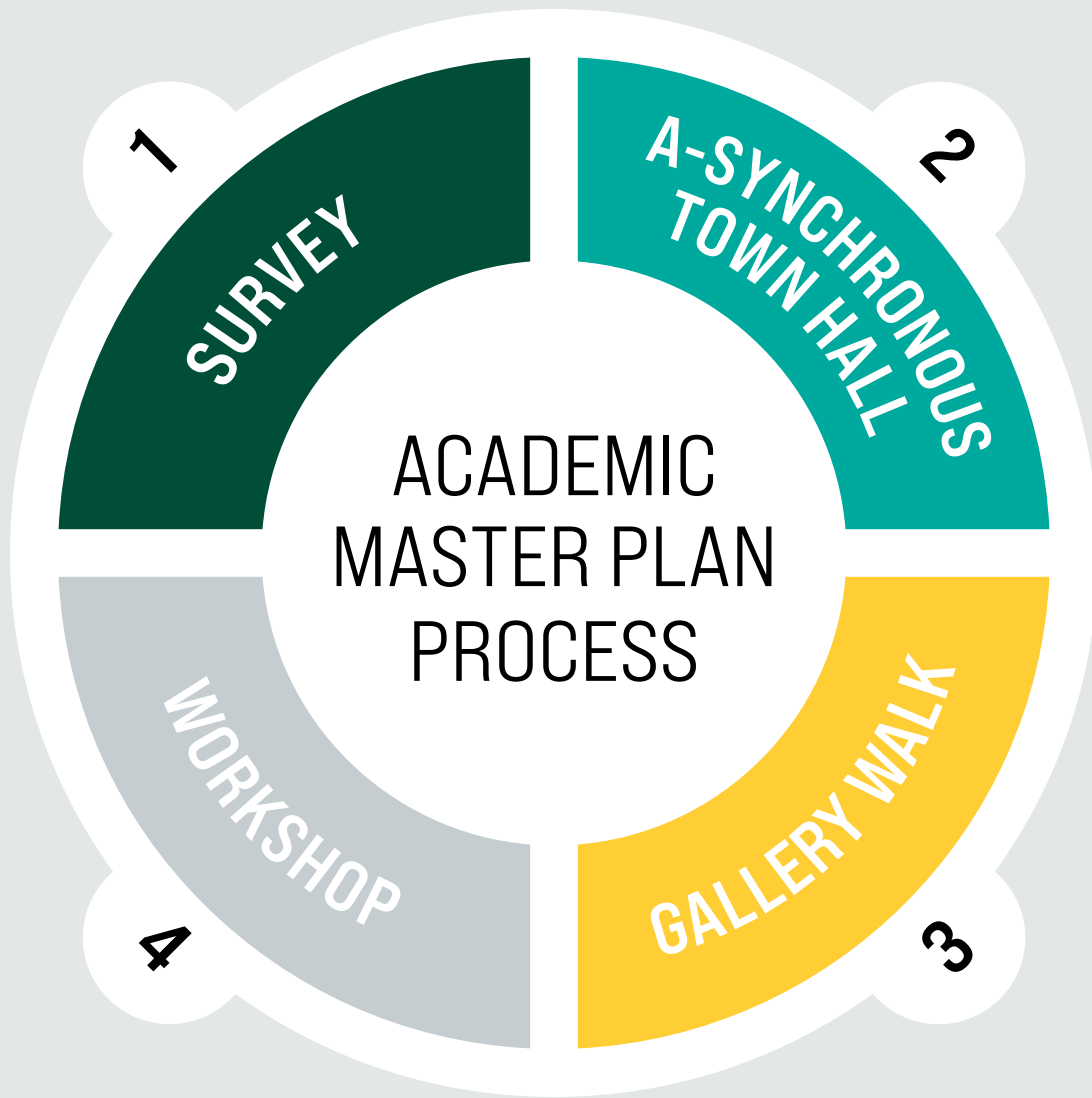 1
SURVEY
2
A-SYNCHRONOUS
TOWN HALL
ACADEMIC
MASTER PLAN
PROCESS
3
GALLERY WALK
4
WORKSHOP